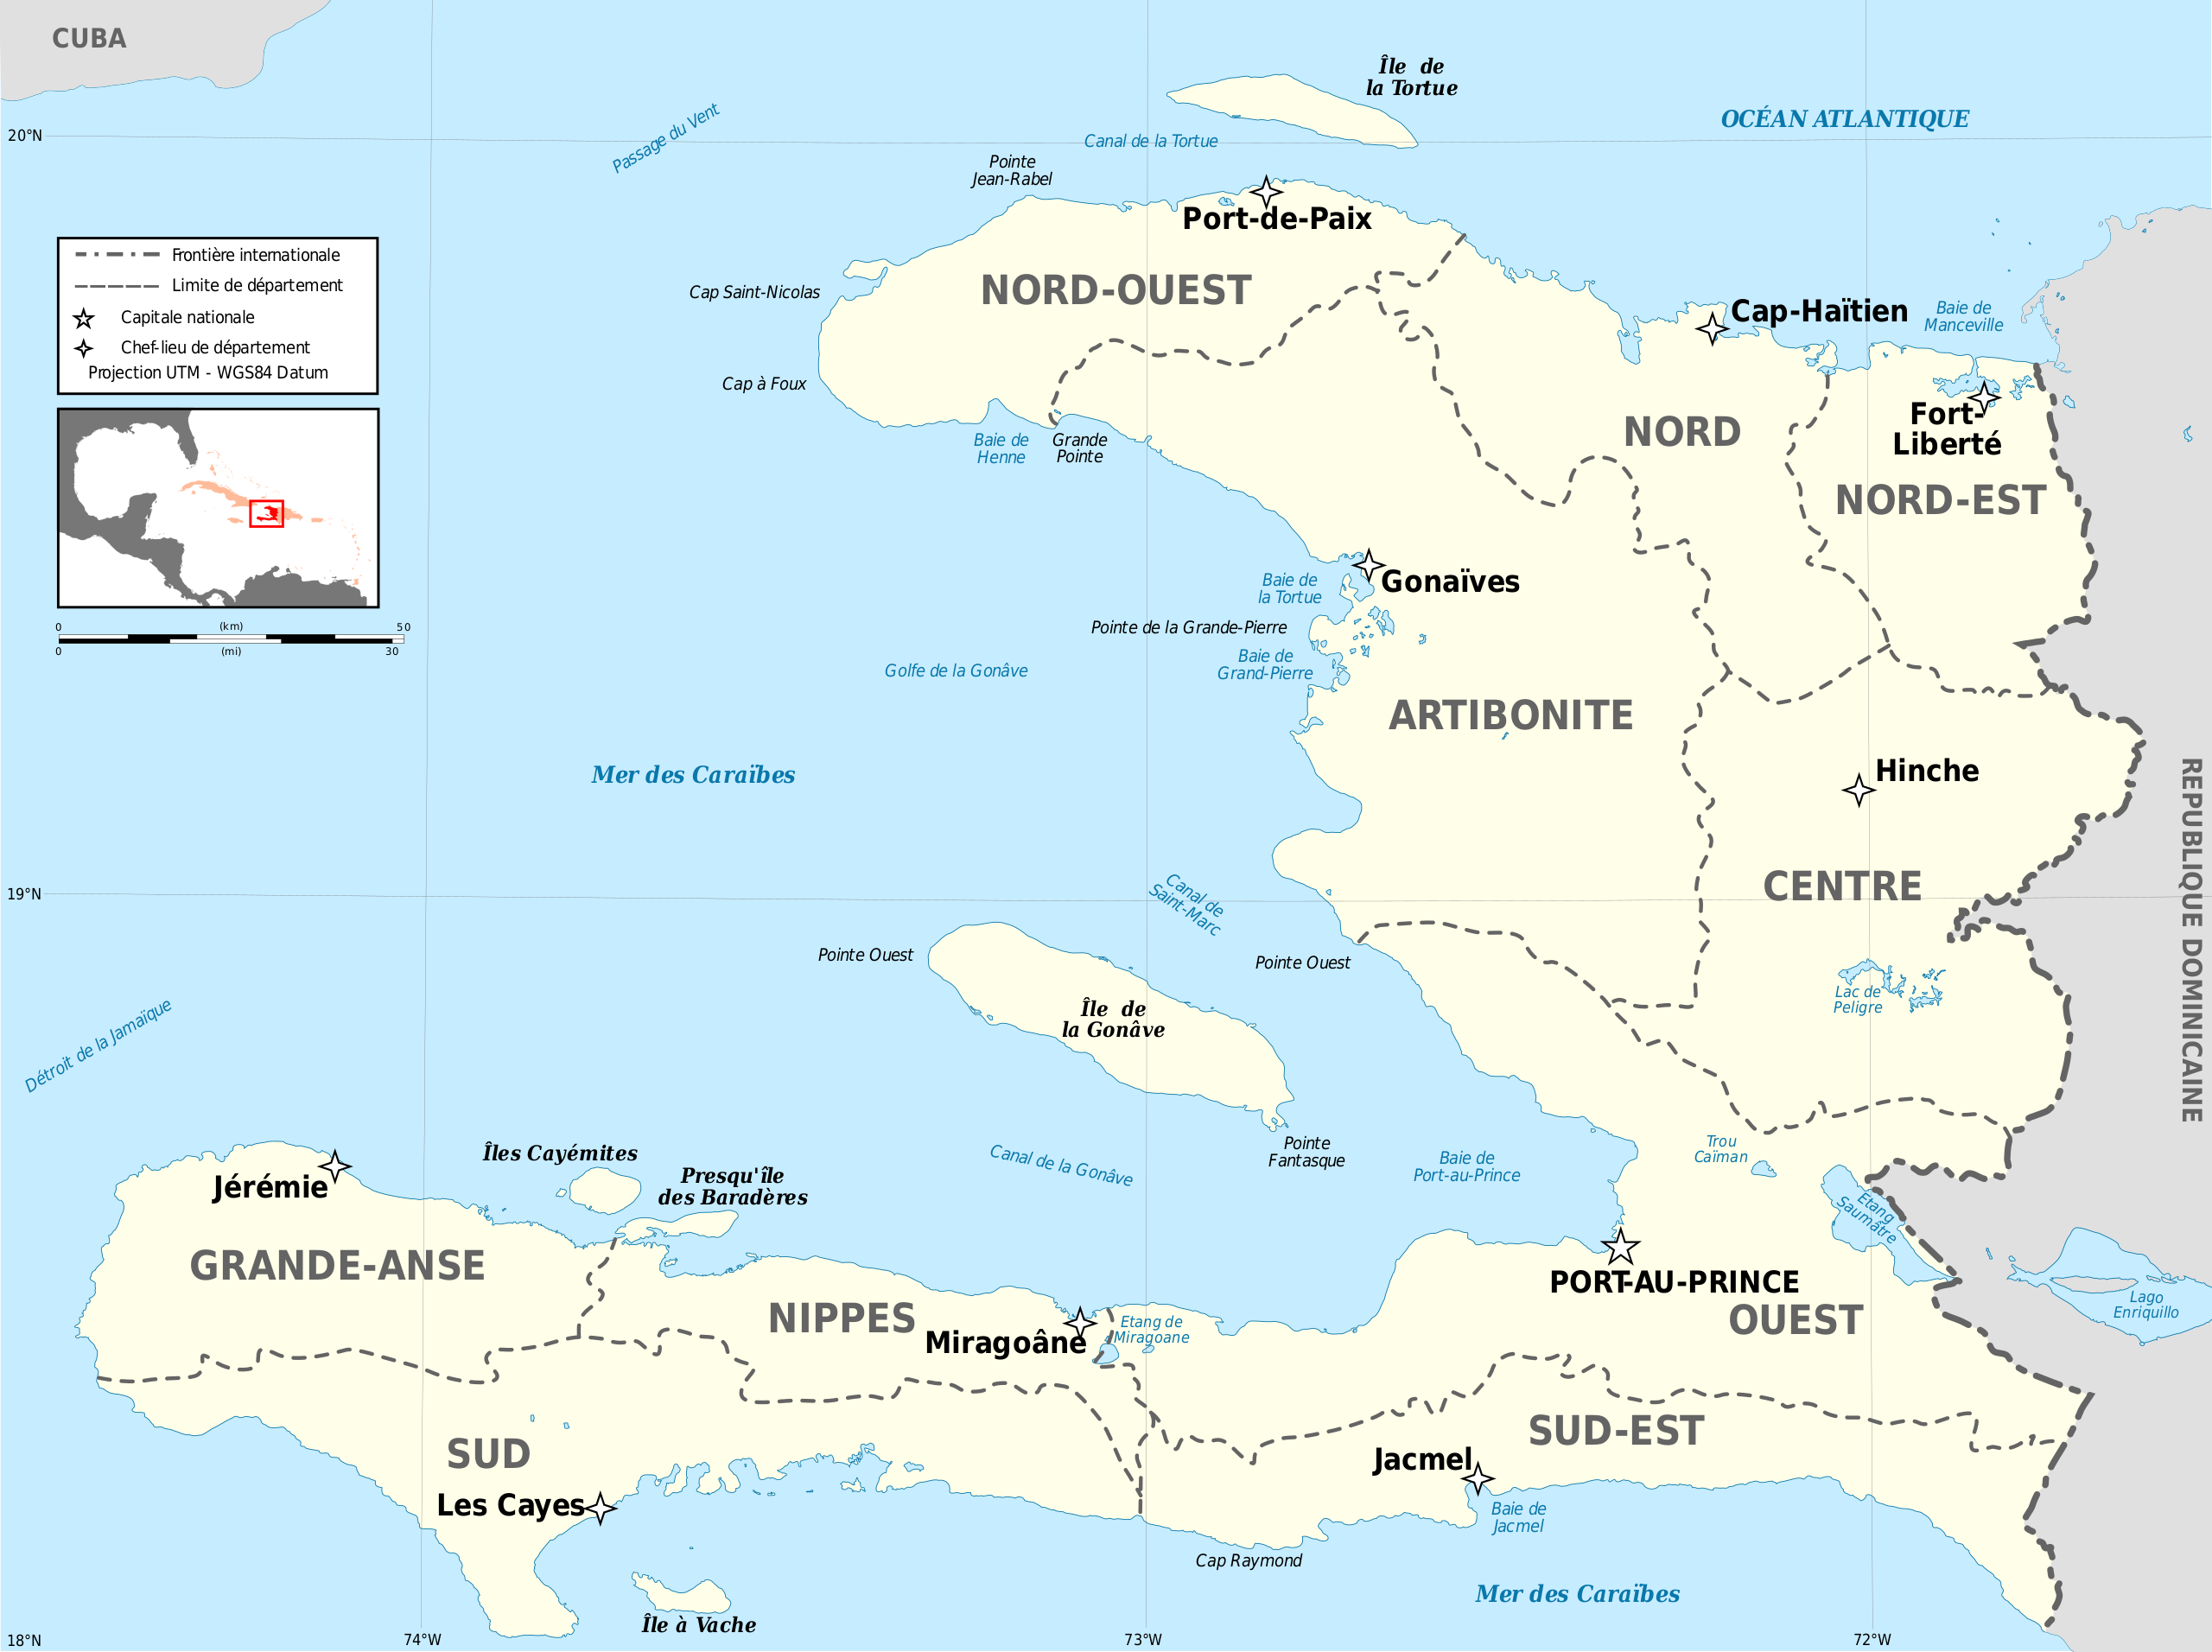 CUBA
Île de
la Tortue
OCÉAN ATLANTIQUE
Passage du Vent
20°N
Canal de la Tortue
Pointe
Jean-Rabel
Port-de-Paix
Frontière internationale
Limite de département
Capitale nationale
Chef-lieu de département
Projection UTM - WGS84 Datum
NORD-OUEST
Cap Saint-Nicolas
Cap-Haïtien
Baie de
Manceville
Cap à Foux
Fort-
Liberté
NORD
Baie de
Henne
Grande
Pointe
NORD-EST
Gonaïves
Baie de
la Tortue
0 (km) 50
0 (mi) 30
Pointe de la Grande-Pierre
Baie de
Grand-Pierre
Golfe de la Gonâve
ARTIBONITE
Mer des Caraïbes
Hinche
REPUBLIQUE DOMINICAINE
19°N
CENTRE
Canal de
Saint-Marc
Pointe Ouest
Pointe Ouest
Lac de
Peligre
Île de
la Gonâve
Détroit de la Jamaïque
Îles Cayémites
Pointe
Fantasque
Canal de la Gonâve
Baie de
Port-au-Prince
Trou
Caïman
Jérémie
Presqu'île
des Baradères
Etang
Saumâtre
GRANDE-ANSE
PORT-AU-PRINCE
OUEST
Lago
Enriquillo
NIPPES
Miragoâne
Etang de
Miragoane
SUD-EST
SUD
Jacmel
Les Cayes
Baie de
Jacmel
Cap Raymond
Mer des Caraïbes
Île à Vache
18°N
74°W
73°W
72°W